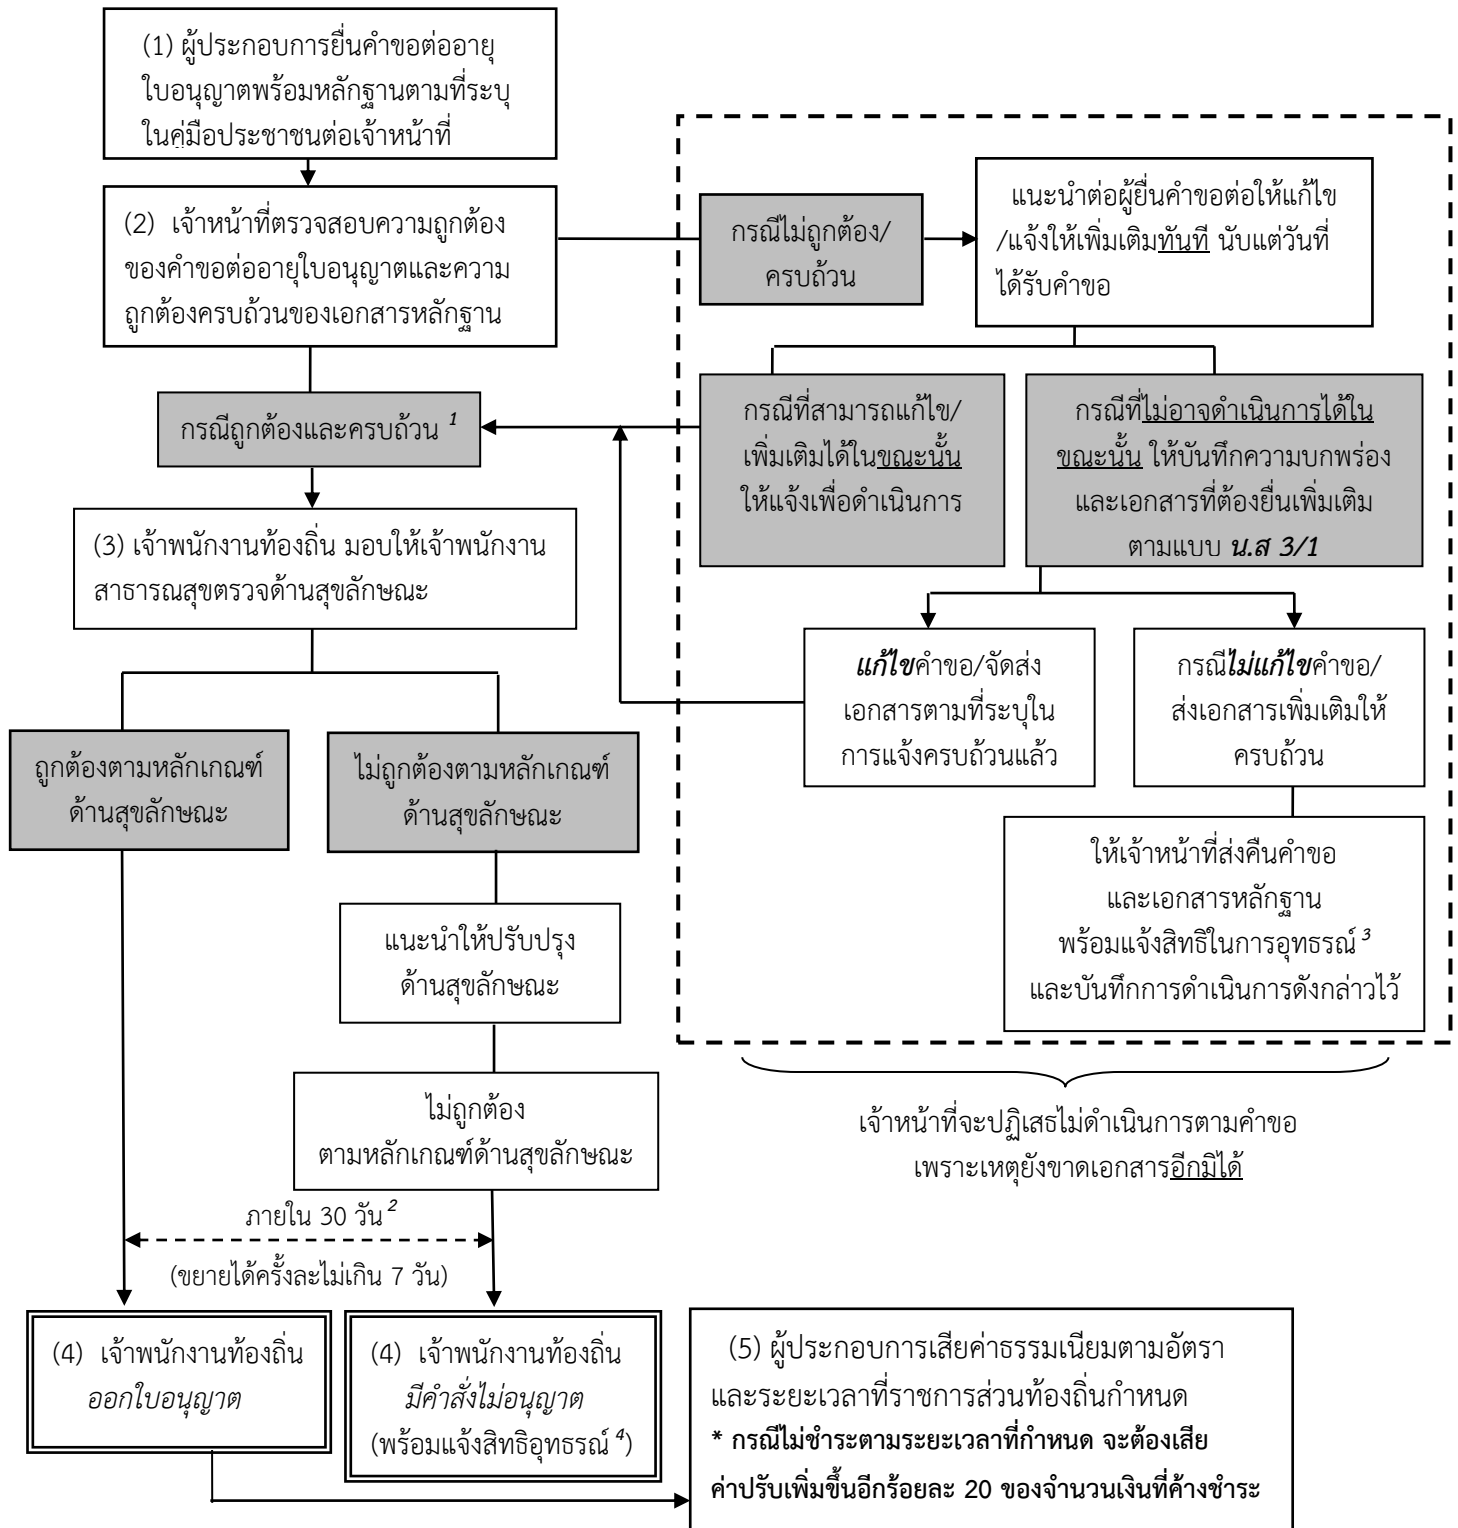 (1) ผู้ประกอบการยื่นคำขอต่ออายุ
ใบอนุญาตพร้อมหลักฐานตามที่ระบุ
ในคู่มือประชาชนต่อเจ้าหน้าที่
(2) เจ้าหน้าที่ตรวจสอบความถูกต้อง
ของคำขอต่ออายุใบอนุญาตและความ
ถูกต้องครบถ้วนของเอกสารหลักฐาน
กรณีไม่ถูกต้อง/
ครบถ้วน
แนะนำต่อผู้ยื่นคำขอต่อให้แก้ไข
/แจ้งให้เพิ่มเติมทันที นับแต่วันที่
ได้รับคำขอ
กรณีถูกต้องและครบถ้วน 1
กรณีที่สามารถแก้ไข/
เพิ่มเติมได้ในขณะนั้น
ให้แจ้งเพื่อดำเนินการ
กรณีที่ไม่อาจดำเนินการได้ใน
ขณะนั้น ให้บันทึกความบกพร่อง
และเอกสารที่ต้องยื่นเพิ่มเติม
ตามแบบ น.ส 3/1
(3) เจ้าพนักงานท้องถิ่น มอบให้เจ้าพนักงาน
สาธารณสุขตรวจด้านสุขลักษณะ
แก้ไขคำขอ/จัดส่ง
เอกสารตามที่ระบุใน
การแจ้งครบถ้วนแล้ว
กรณีไม่แก้ไขคำขอ/
ส่งเอกสารเพิ่มเติมให้
ครบถ้วน
ถูกต้องตามหลักเกณฑ์
ด้านสุขลักษณะ
ไม่ถูกต้องตามหลักเกณฑ์
ด้านสุขลักษณะ
ให้เจ้าหน้าที่ส่งคืนคำขอ
และเอกสารหลักฐาน
พร้อมแจ้งสิทธิในการอุทธรณ์ 3
และบันทึกการดำเนินการดังกล่าวไว้
แนะนำให้ปรับปรุง
ด้านสุขลักษณะ
ไม่ถูกต้อง
ตามหลักเกณฑ์ด้านสุขลักษณะ
เจ้าหน้าที่จะปฏิเสธไม่ดำเนินการตามคำขอ
เพราะเหตุยังขาดเอกสารอีกมิได้
ภายใน 30 วัน 2
(ขยายได้ครั้งละไม่เกิน 7 วัน)
(4) เจ้าพนักงานท้องถิ่น
ออกใบอนุญาต
(4) เจ้าพนักงานท้องถิ่น
มีคำสั่งไม่อนุญาต
(พร้อมแจ้งสิทธิอุทธรณ์ 4)
(5) ผู้ประกอบการเสียค่าธรรมเนียมตามอัตรา
และระยะเวลาที่ราชการส่วนท้องถิ่นกำหนด
* กรณีไม่ชำระตามระยะเวลาที่กำหนด จะต้องเสีย
ค่าปรับเพิ่มขึ้นอีกร้อยละ 20 ของจำนวนเงินที่ค้างชำระ